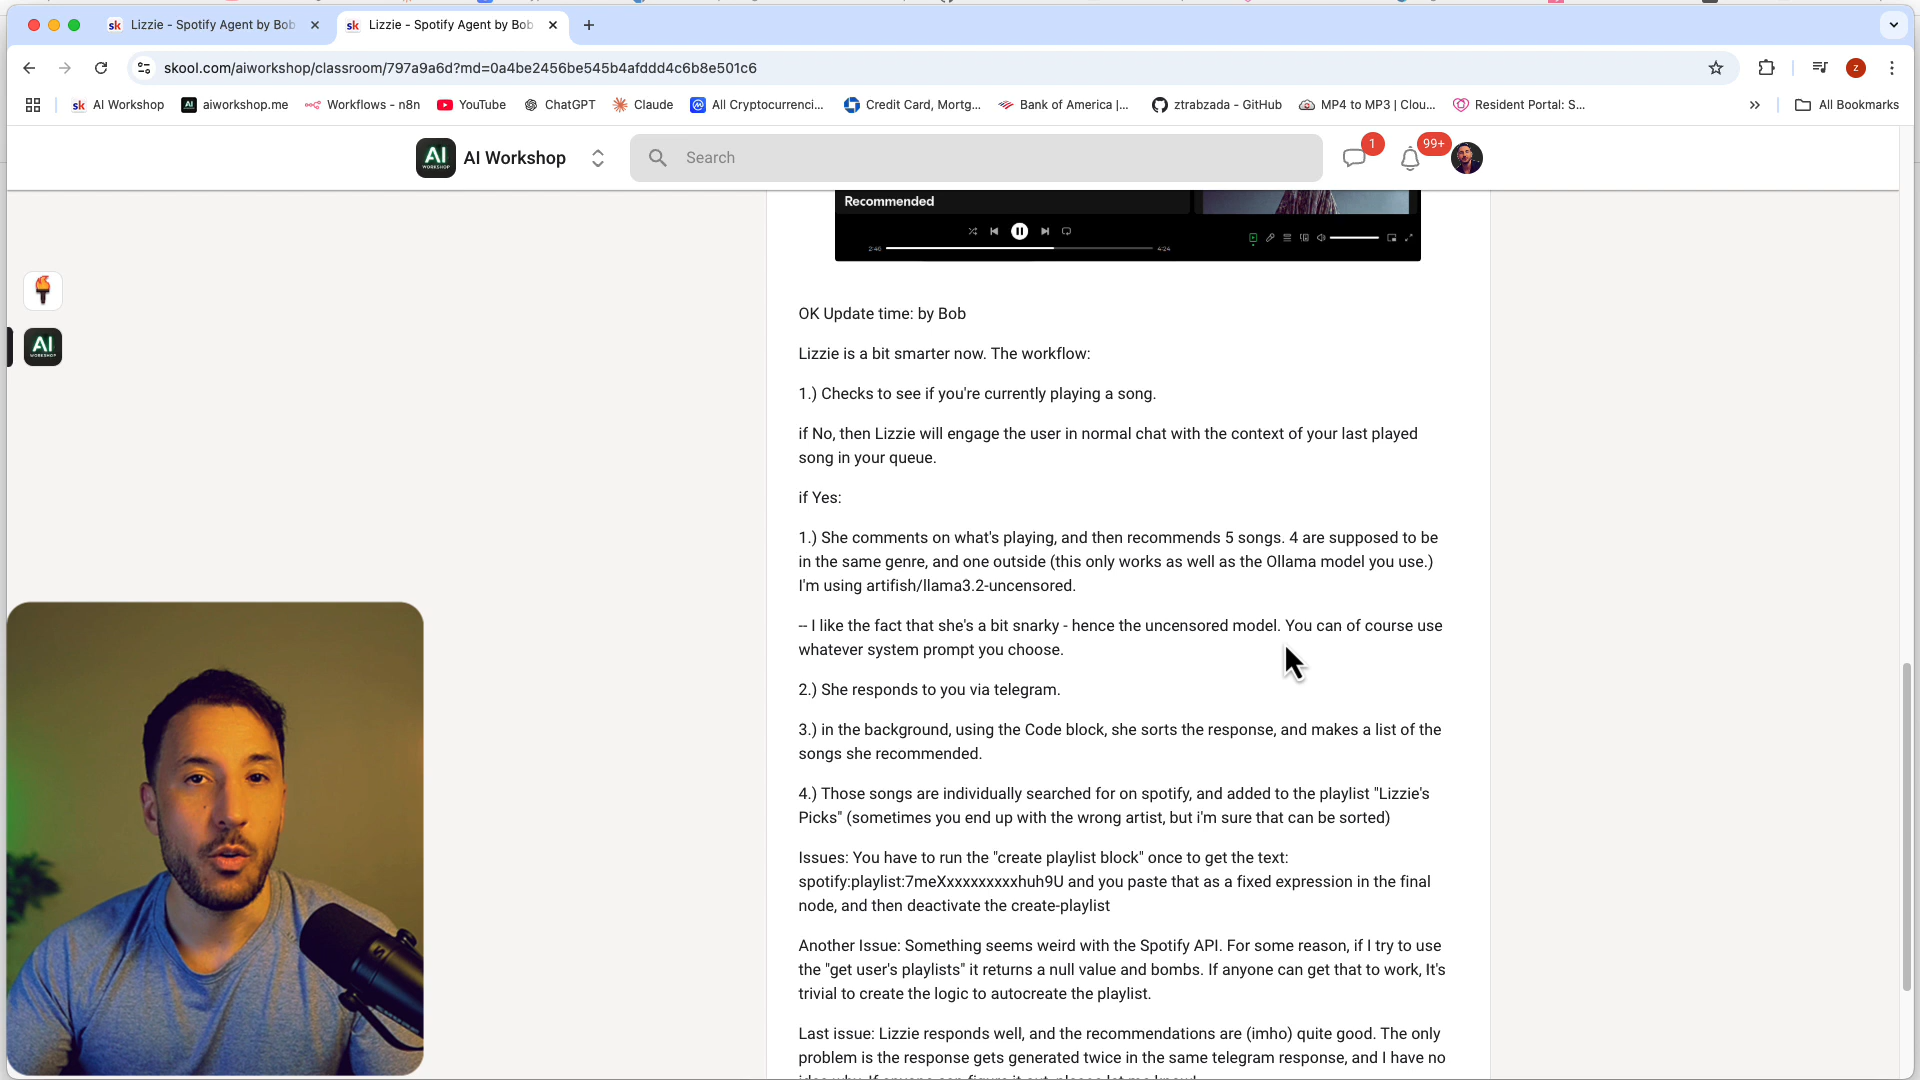 Lizzie - Spotify Agent by Bob
Lizzie - Spotify Agent by Bob
skool.com/aiworkshop/classroom/797a9a6d?md=0a4be2456be545b4afddd4c6b8e501c6
z
AI Workshop
aiworkshop.me
Workflows - n8n
YouTube
ChatGPT
Claude
All Cryptocurrenci...
Credit Card, Mortg...
Bank of America |...
ztrabzada - GitHub
MP4 to MP3 | Clou...
Resident Portal: S...
All Bookmarks
AI WORKSHOP
AI Workshop
Search
1
99+
Recommended
2:40
4:24
AI WORKSHOP
OK Update time: by Bob
Lizzie is a bit smarter now. The workflow:
1.) Checks to see if you're currently playing a song.
if No, then Lizzie will engage the user in normal chat with the context of your last played
song in your queue.
if Yes:
1.) She comments on what's playing, and then recommends 5 songs. 4 are supposed to be
in the same genre, and one outside (this only works as well as the Ollama model you use.)
I'm using artifish/llama3.2-uncensored.
-- I like the fact that she's a bit snarky - hence the uncensored model. You can of course use
whatever system prompt you choose.
2.) She responds to you via telegram.
3.) in the background, using the Code block, she sorts the response, and makes a list of the
songs she recommended.
4.) Those songs are individually searched for on spotify, and added to the playlist "Lizzie's
Picks" (sometimes you end up with the wrong artist, but i'm sure that can be sorted)
Issues: You have to run the "create playlist block" once to get the text:
spotify:playlist:7meXxxxxxxxxhuh9U and you paste that as a fixed expression in the final
node, and then deactivate the create-playlist
Another Issue: Something seems weird with the Spotify API. For some reason, if I try to use
the "get user's playlists" it returns a null value and bombs. If anyone can get that to work, It's
trivial to create the logic to autocreate the playlist.
Last issue: Lizzie responds well, and the recommendations are (imho) quite good. The only
problem is the response gets generated twice in the same telegram response, and I have no